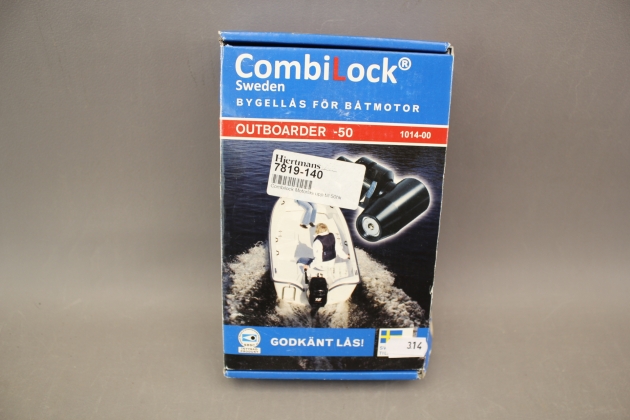 CombiLock®
Sweden
BYGELLÅS FÖR BÅTMOTOR
OUTBOARDER -50 1014-00
Hjertmans
7819-140
GODKÄNT LÅS!
314